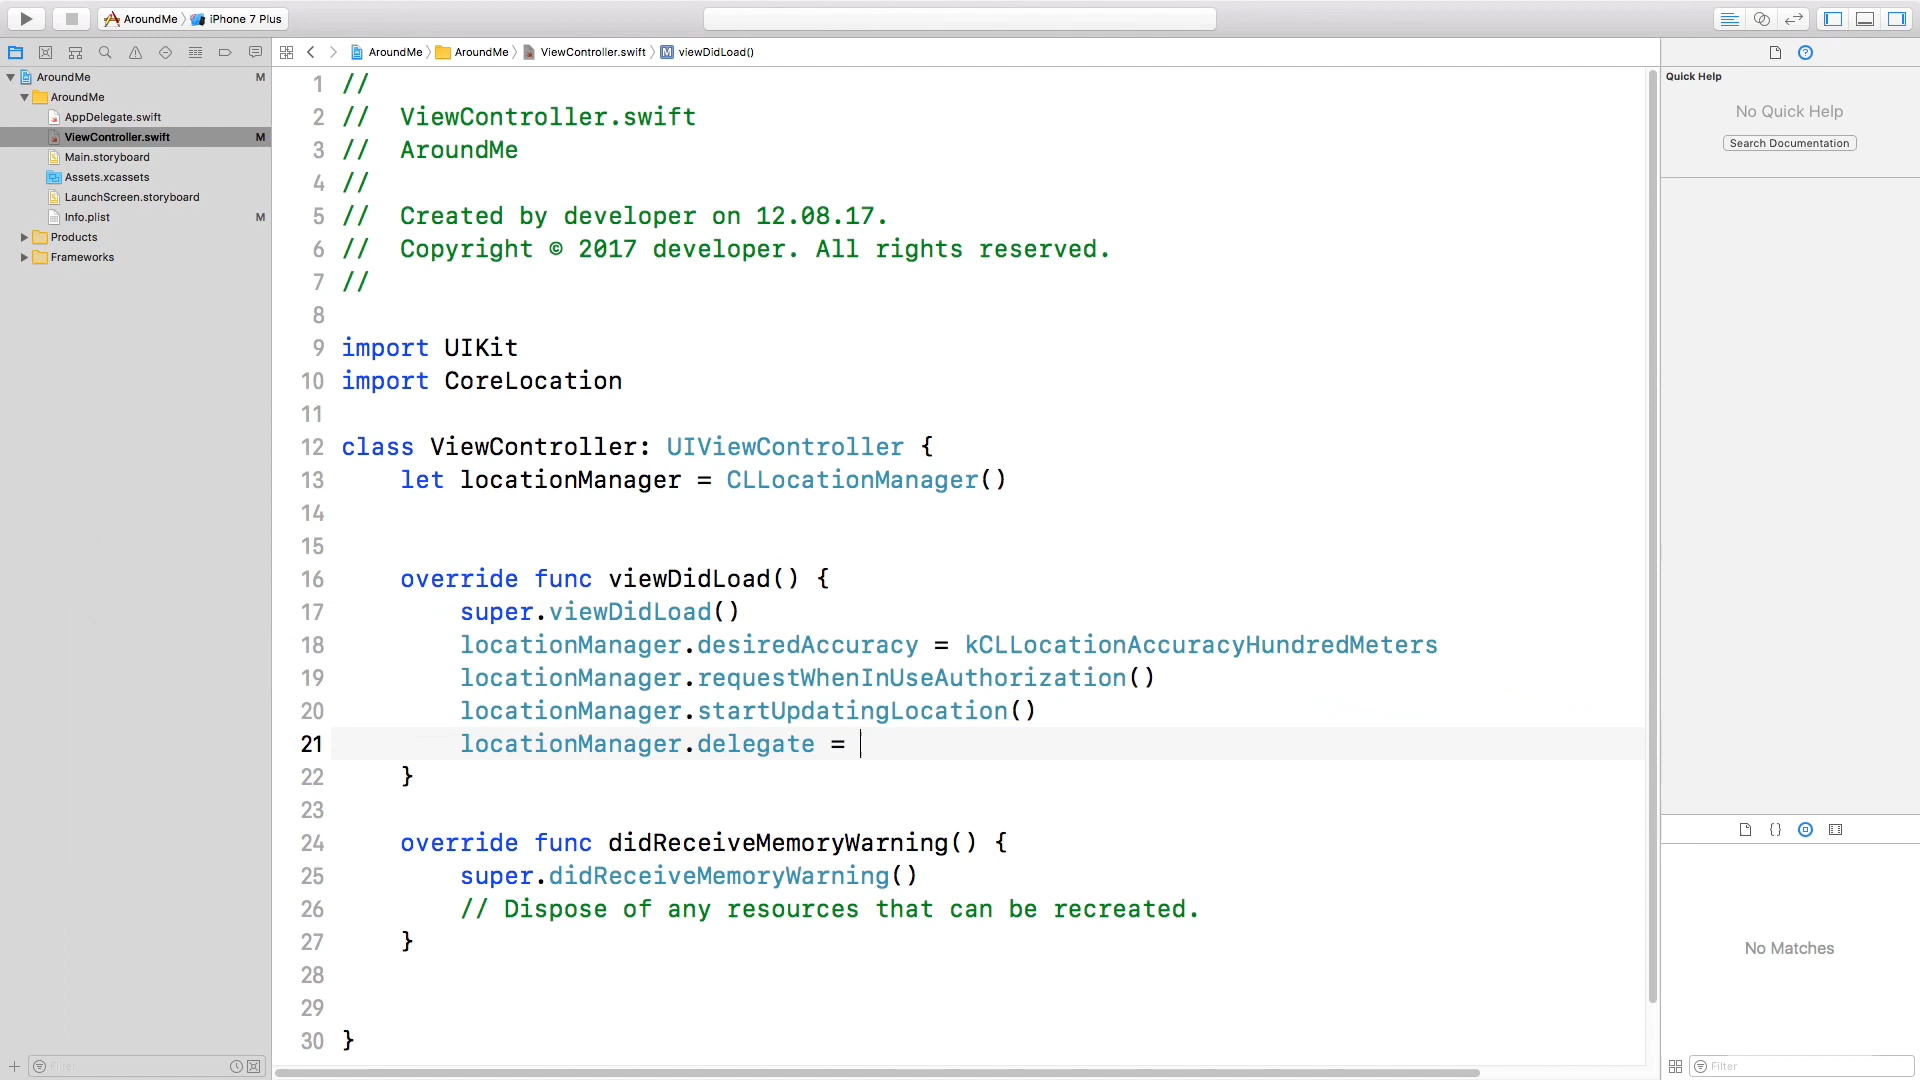 AroundMe
iPhone 7 Plus
AroundMe
AroundMe
ViewController.swift
M
viewDidLoad()
AroundMe
M
AroundMe
AppDelegate.swift
ViewController.swift
M
Main.storyboard
Assets.xcassets
LaunchScreen.storyboard
Info.plist
M
Products
Frameworks
Filter
1 //
2 //  ViewController.swift
3 //  AroundMe
4 //
5 //  Created by developer on 12.08.17.
6 //  Copyright © 2017 developer. All rights reserved.
7 //
8
9 import UIKit
10 import CoreLocation
11
12 class ViewController: UIViewController {
13     let locationManager = CLLocationManager()
14
15
16     override func viewDidLoad() {
17         super.viewDidLoad()
18         locationManager.desiredAccuracy = kCLLocationAccuracyHundredMeters
19         locationManager.requestWhenInUseAuthorization()
20         locationManager.startUpdatingLocation()
21         locationManager.delegate =
22     }
23
24     override func didReceiveMemoryWarning() {
25         super.didReceiveMemoryWarning()
26         // Dispose of any resources that can be recreated.
27     }
28
29
30 }
Quick Help
No Quick Help
Search Documentation
{}
No Matches
Filter